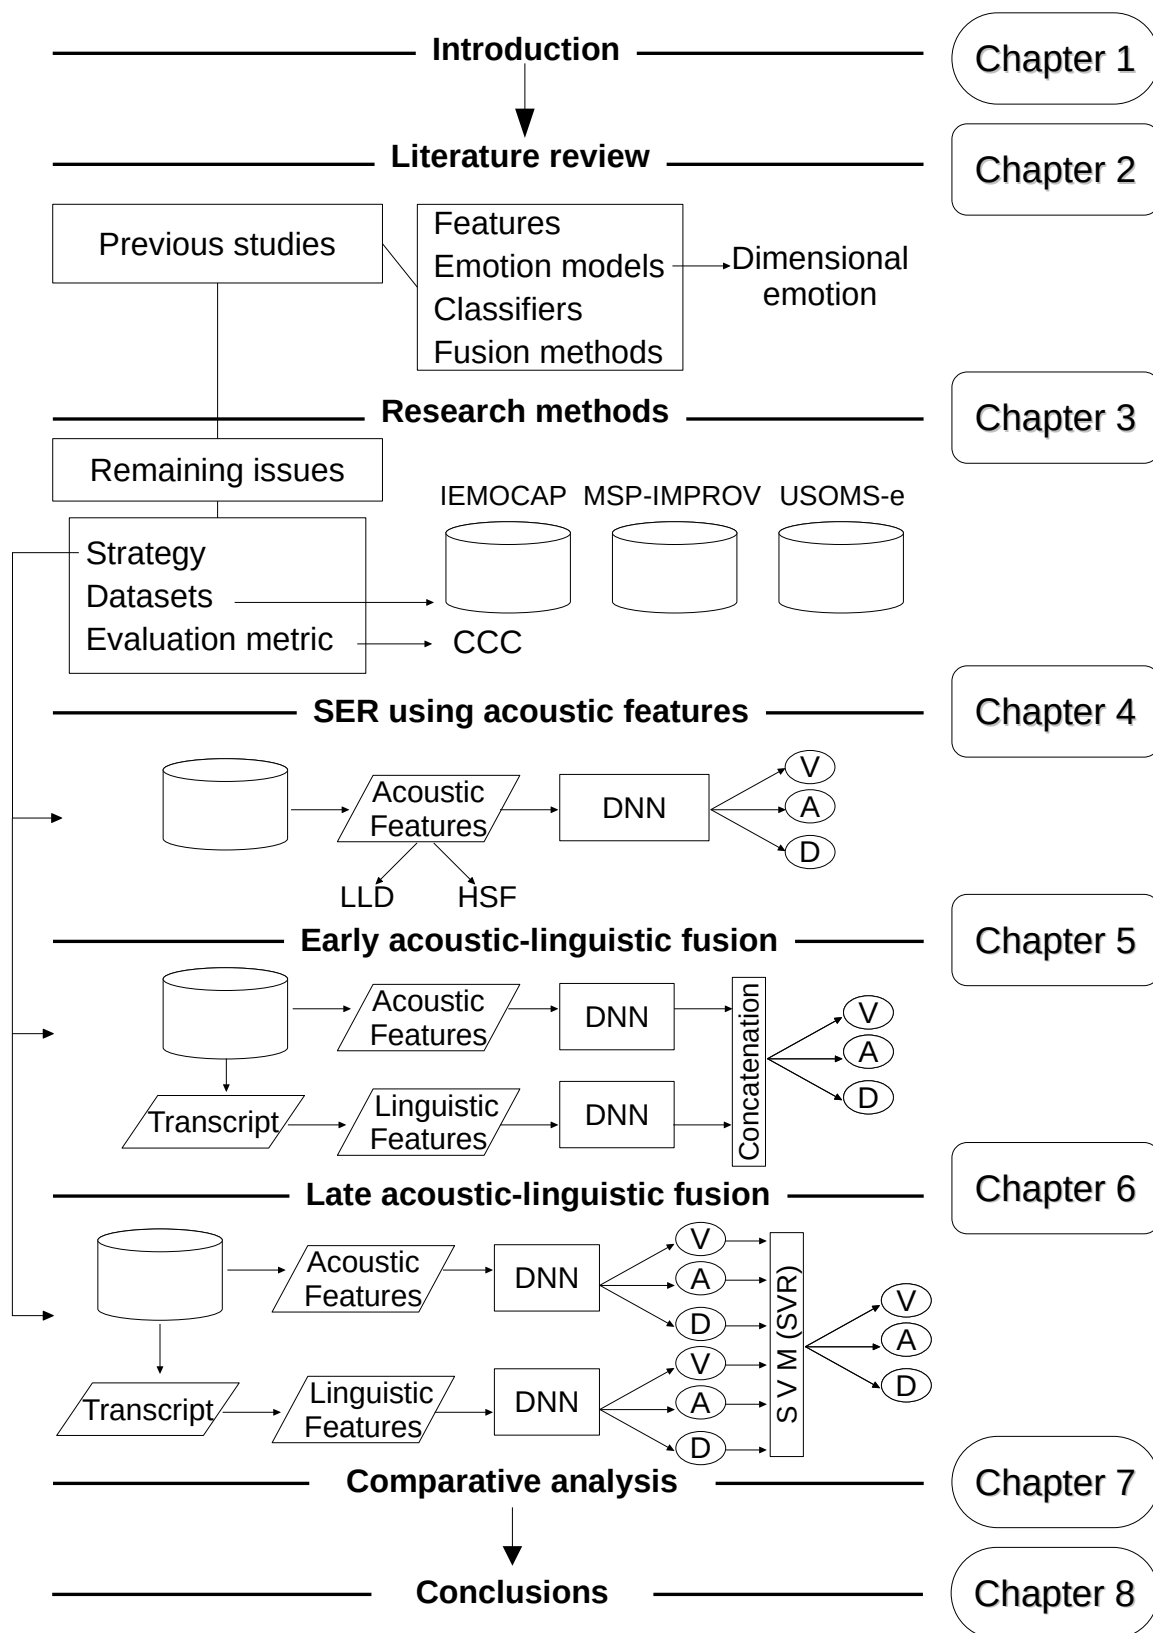 Introduction
Chapter 1
Literature review
Chapter 2
Previous studies
Features
Emotion models
Classifiers
Fusion methods
Dimensional
emotion
Research methods
Chapter 3
Remaining issues
IEMOCAP
MSP-IMPROV
USOMS-e
Strategy
Datasets
Evaluation metric
CCC
SER using acoustic features
Chapter 4
Acoustic
Features
DNN
V
A
D
LLD
HSF
Early acoustic-linguistic fusion
Chapter 5
Acoustic
Features
DNN
Transcript
Linguistic
Features
DNN
Concatenation
V
A
D
Late acoustic-linguistic fusion
Chapter 6
Acoustic
Features
DNN
V
A
D
Transcript
Linguistic
Features
DNN
V
A
D
S V M (SVR)
V
A
D
Comparative analysis
Chapter 7
Conclusions
Chapter 8